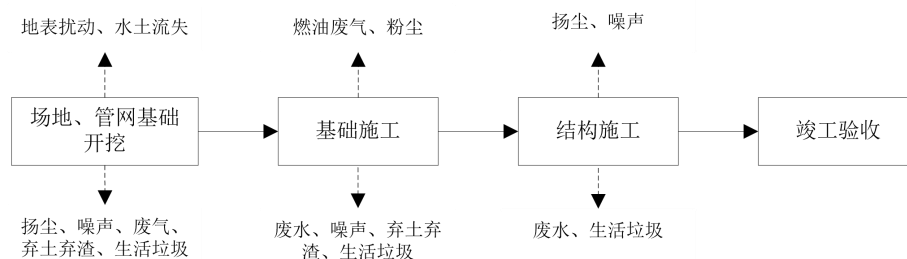 地表扰动、水土流失
燃油废气、粉尘
扬尘、噪声
场地、管网基础
开挖
基础施工
结构施工
竣工验收
扬尘、噪声、废气、
弃土弃渣、生活垃圾
废水、噪声、弃土弃
渣、生活垃圾
废水、生活垃圾